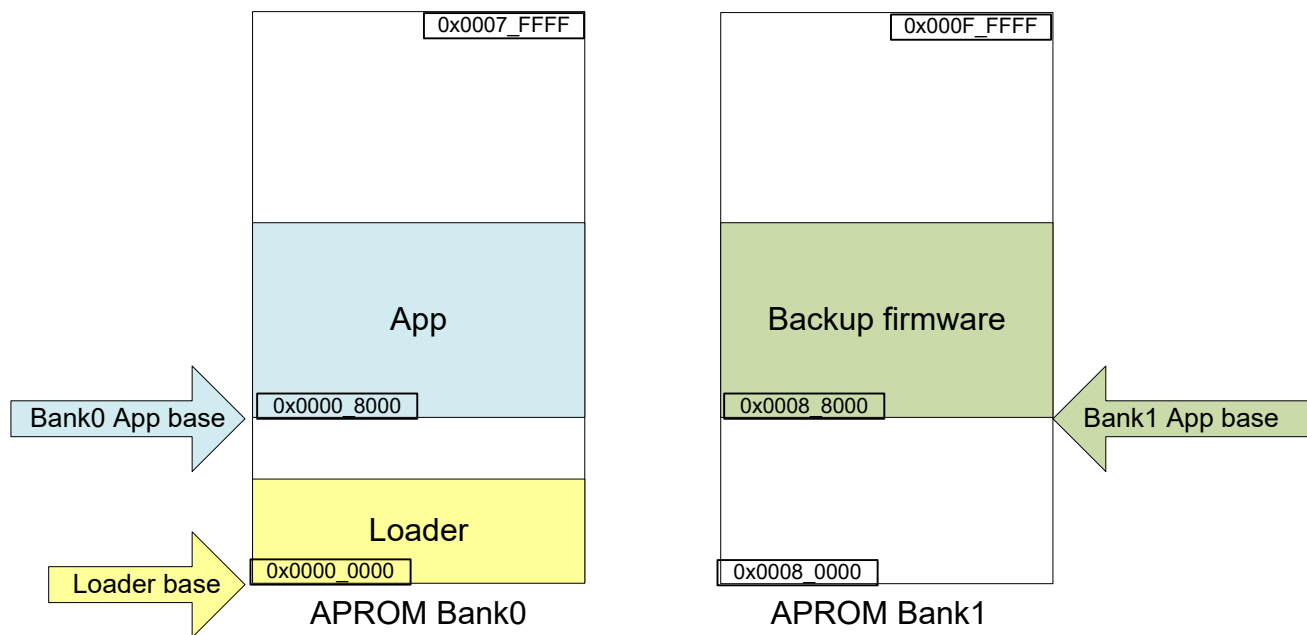 0x0007_FFFF
0x000F_FFFF
App
Backup firmware
0x0000_8000
0x0008_8000
Bank0 App base
Bank1 App base
Loader
0x0000_0000
0x0008_0000
Loader base
APROM Bank0
APROM Bank1